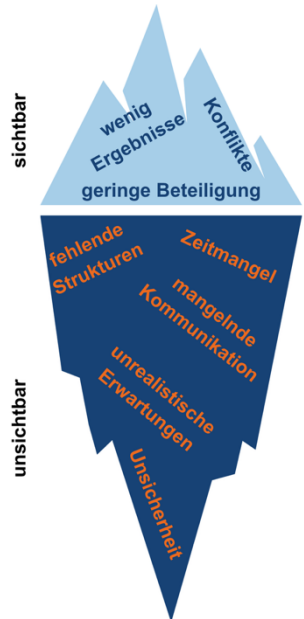 sichtbar
wenig
Ergebnisse
Konflikte
geringe Beteiligung
unsichtbar
fehlende
Strukturen
Zeitmangel
mangelnde
Kommunikation
unrealistische
Erwartungen
Unsicherheit